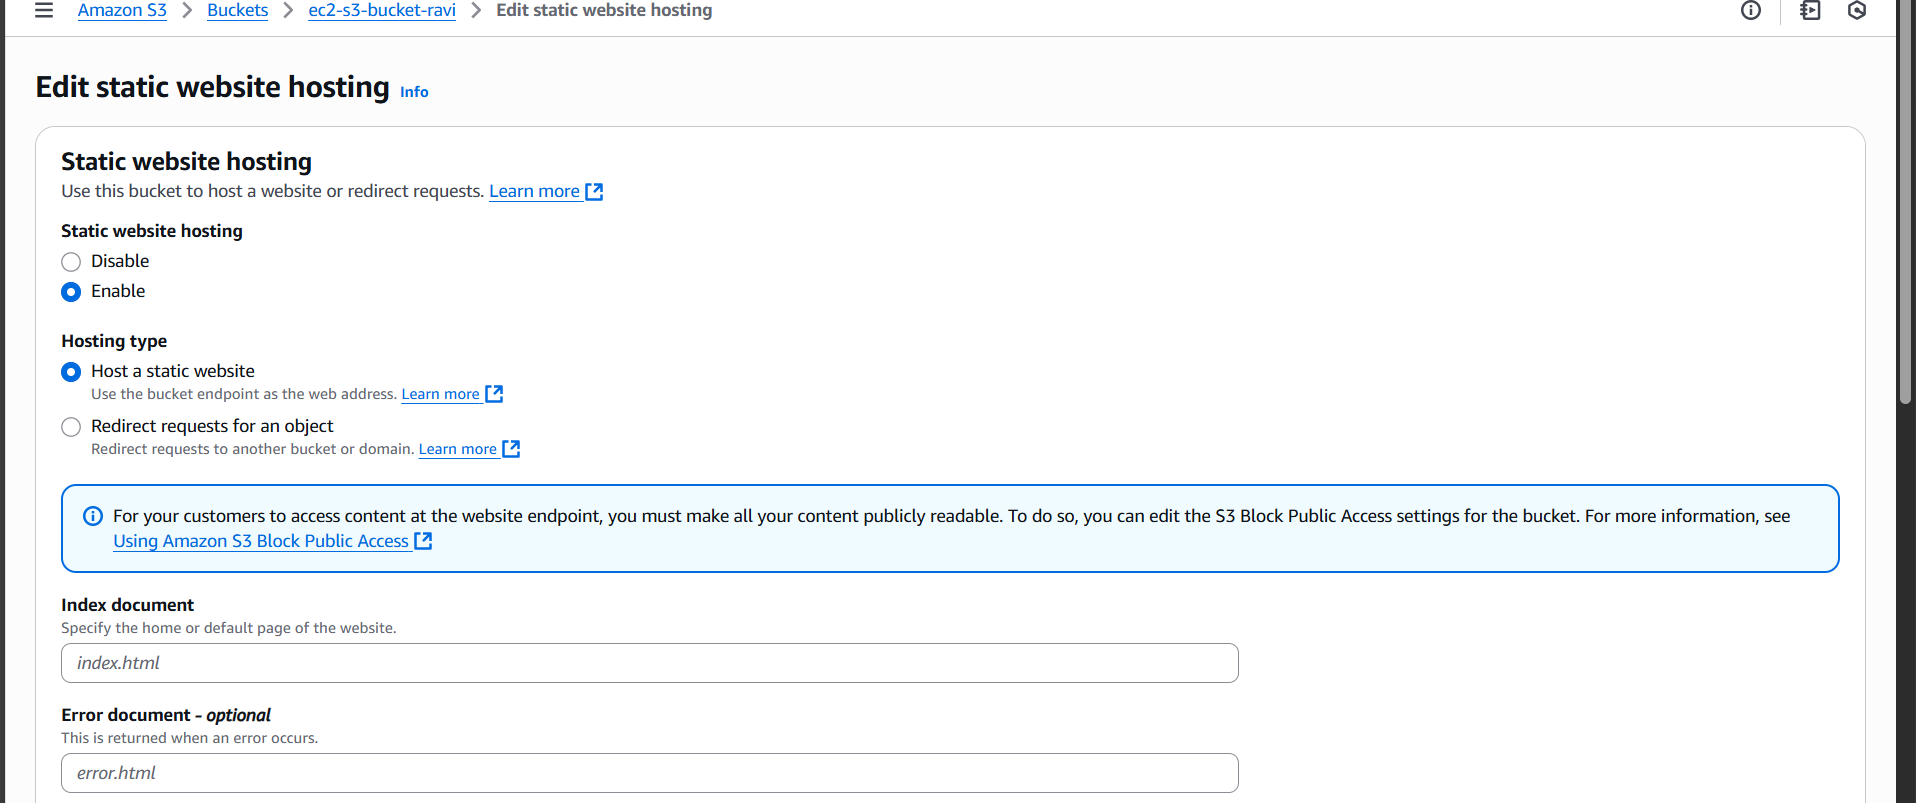 Amazon S3 > Buckets > ec2-s3-bucket-ravi > Edit static website hosting
Edit static website hosting Info
Static website hosting
Use this bucket to host a website or redirect requests. Learn more
Static website hosting
Disable
Enable
Hosting type
Host a static website
Use the bucket endpoint as the web address. Learn more
Redirect requests for an object
Redirect requests to another bucket or domain. Learn more
For your customers to access content at the website endpoint, you must make all your content publicly readable. To do so, you can edit the S3 Block Public Access settings for the bucket. For more information, see
Using Amazon S3 Block Public Access
Index document
Specify the home or default page of the website.
index.html
Error document - optional
This is returned when an error occurs.
error.html